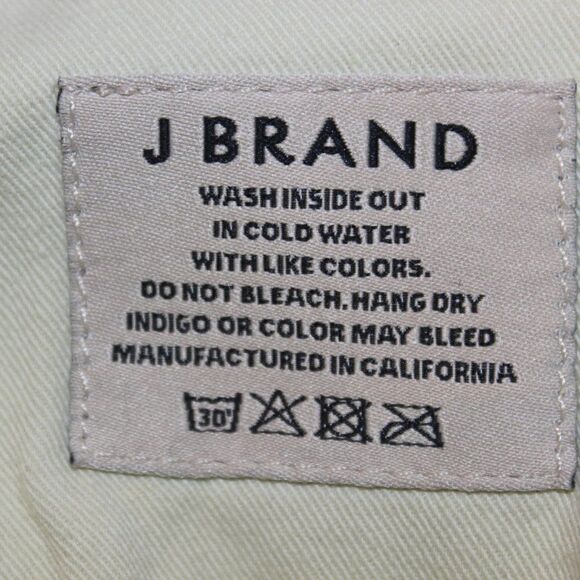 J BRAND
WASH INSIDE OUT
IN COLD WATER
WITH LIKE COLORS.
DO NOT BLEACH. HANG DRY
INDIGO OR COLOR MAY BLEED
MANUFACTURED IN CALIFORNIA
30°